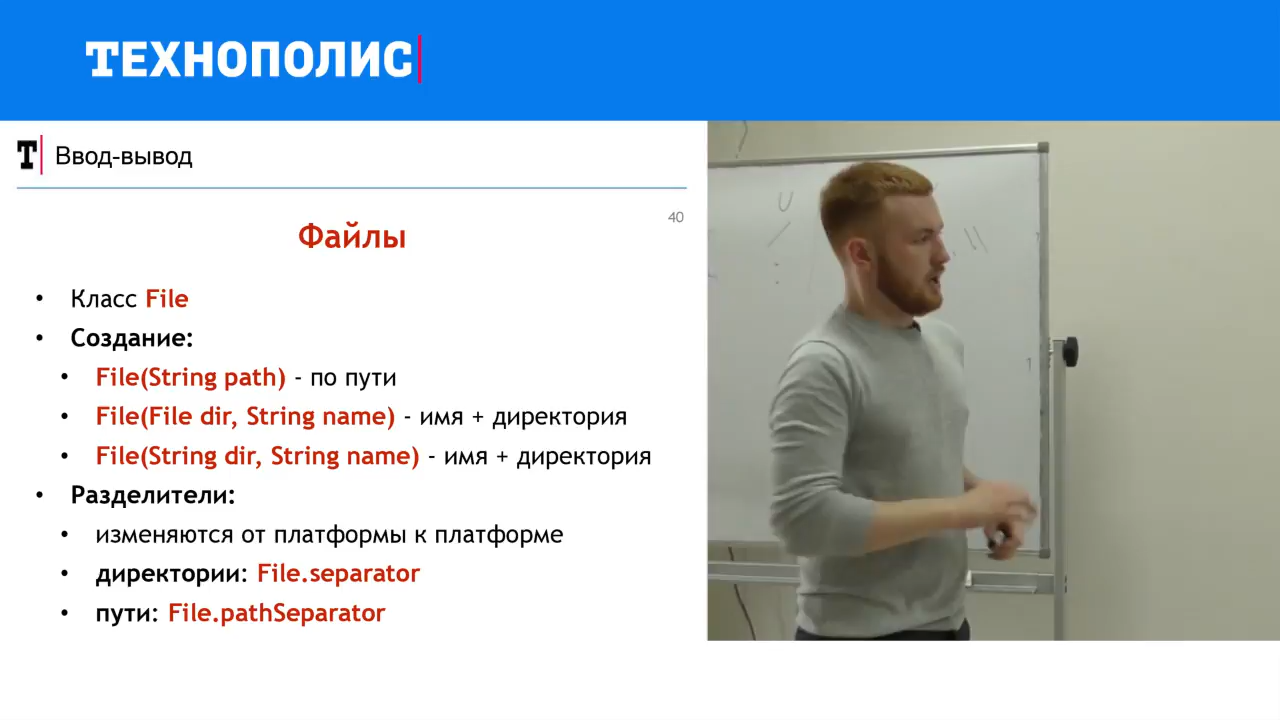 ТЕХНОПОЛИС
Т Ввод-вывод
40
Файлы
• Класс File
• Создание:
• File(String path) - по пути
• File(File dir, String name) - имя + директория
• File(String dir, String name) - имя + директория
• Разделители:
• изменяются от платформы к платформе
• директории: File.separator
• пути: File.pathSeparator